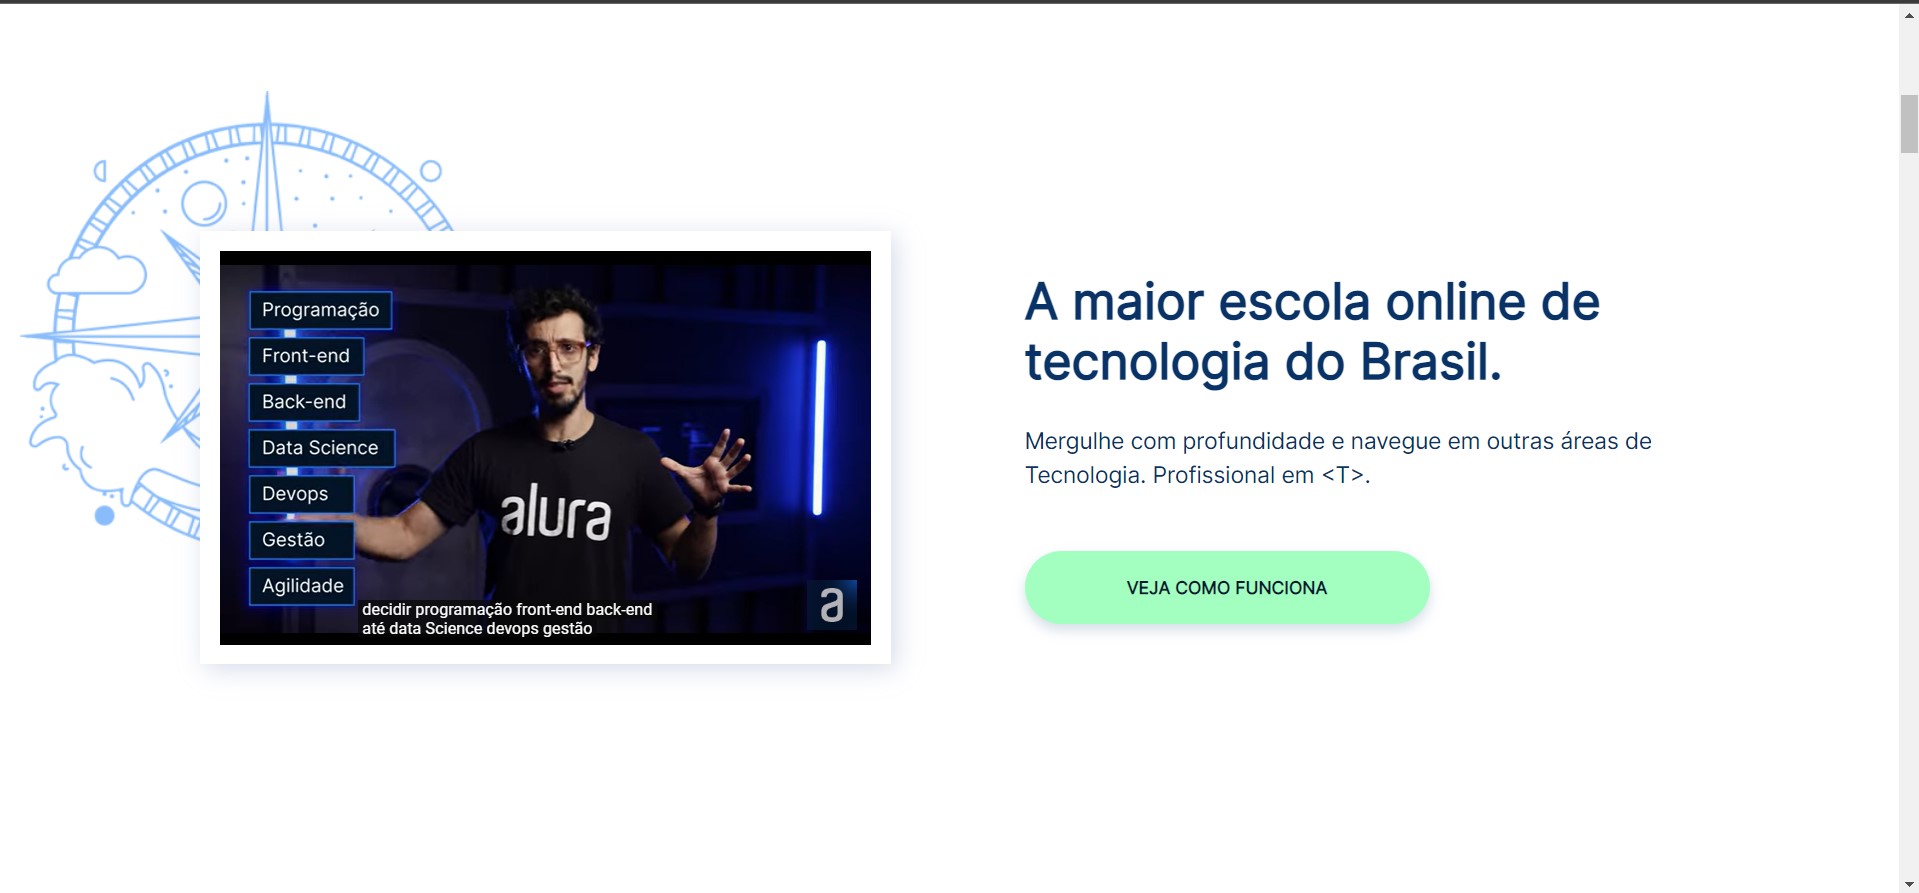 Programação
Front-end
Back-end
Data Science
Devops
Gestão
Agilidade
alura
decidir programação front-end back-end
até data Science devops gestão
a
A maior escola online de
tecnologia do Brasil.
Mergulhe com profundidade e navegue em outras áreas de
Tecnologia. Profissional em <T>.
VEJA COMO FUNCIONA